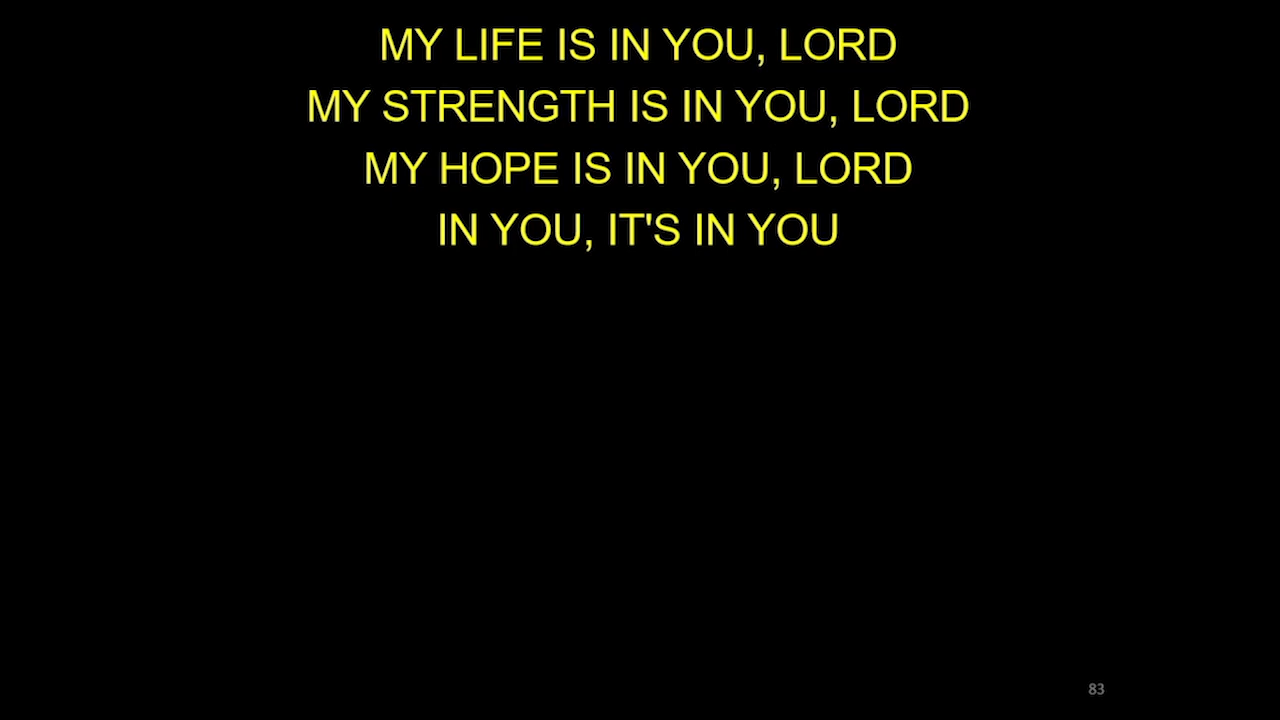 MY LIFE IS IN YOU, LORD
MY STRENGTH IS IN YOU, LORD
MY HOPE IS IN YOU, LORD
IN YOU, IT'S IN YOU
83